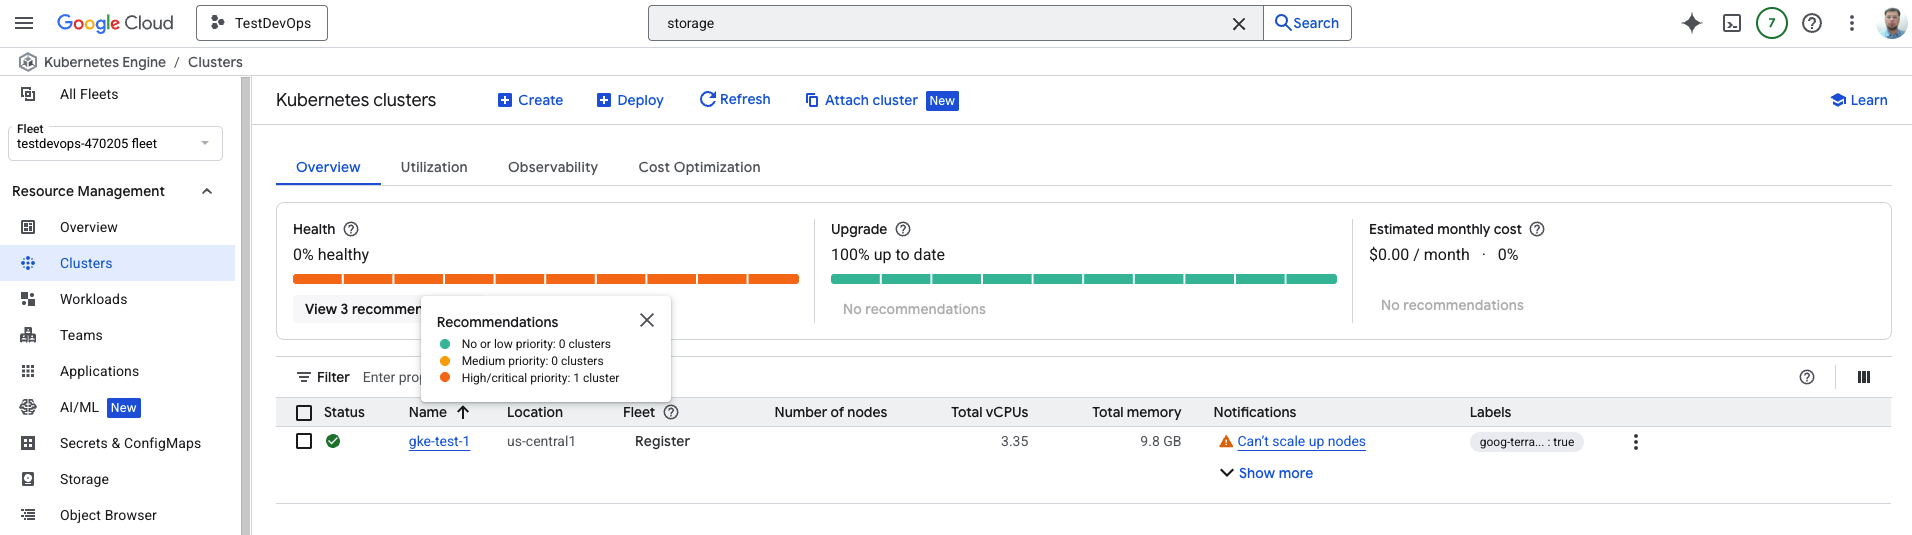 Google Cloud
TestDevOps
storage
Search
7
Kubernetes Engine / Clusters
All Fleets
Fleet
testdevops-470205 fleet
Resource Management
Overview
Clusters
Workloads
Teams
Applications
AI/ML New
Secrets & ConfigMaps
Storage
Object Browser
Kubernetes clusters
Create
Deploy
Refresh
Attach cluster New
Learn
Overview
Utilization
Observability
Cost Optimization
Health
0% healthy
View 3 recommen
Upgrade
100% up to date
No recommendations
Estimated monthly cost
$0.00 / month · 0%
No recommendations
Recommendations
No or low priority: 0 clusters
Medium priority: 0 clusters
High/critical priority: 1 cluster
Filter Enter prop
Status Name Location Fleet Number of nodes Total vCPUs Total memory Notifications Labels
gke-test-1 us-central1 Register 3.35 9.8 GB Can't scale up nodes goog-terra... : true
Show more